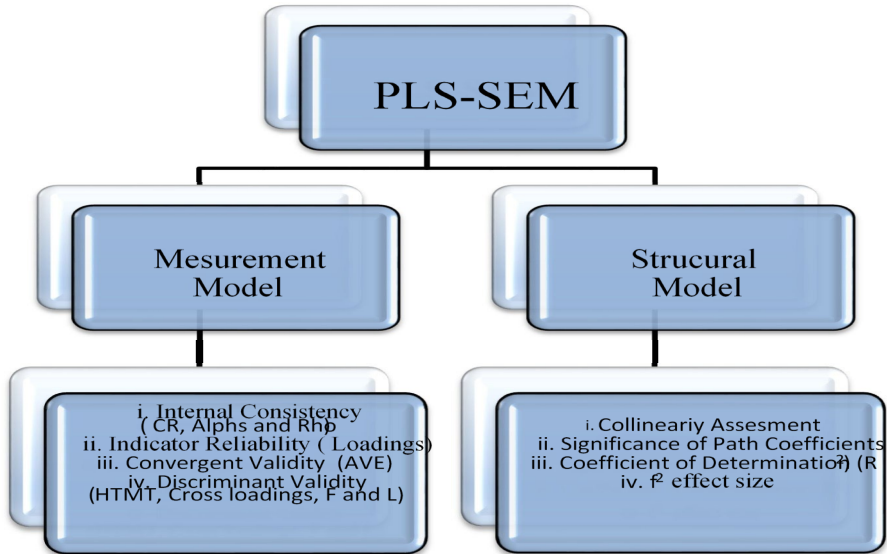 PLS-SEM
Mesurement
Model
Strucural
Model
i. Internal Consistency
( CR, Alphs and Rho)
ii. Indicator Reliability ( Loadings)
iii. Convergent Validity (AVE)
iv. Discriminant Validity
(HTMT, Cross loadings, F and L)
i. Collineariy Assesment
ii. Significance of Path Coefficients
iii. Coefficient of Determination (R²)
iv. f² effect size